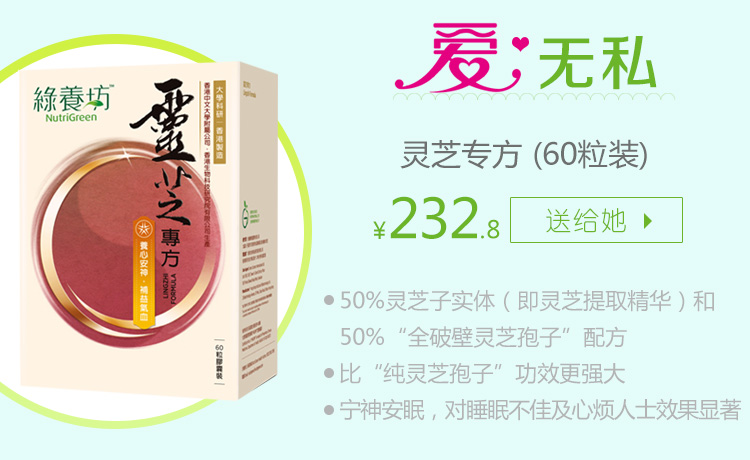 綠養坊™
NutriGreen
靈芝
專方
LINGZHI
FORMULA
養心安神，補益氣血
大學科研｜香港製造
60粒膠囊裝
爱 无私
灵芝专方 (60粒装)
¥232.8
送给她
50%灵芝子实体（即灵芝提取精华）和
50%“全破壁灵芝孢子”配方
比“纯灵芝孢子”功效更强大
宁神安眠，对睡眠不佳及心烦人士效果显著